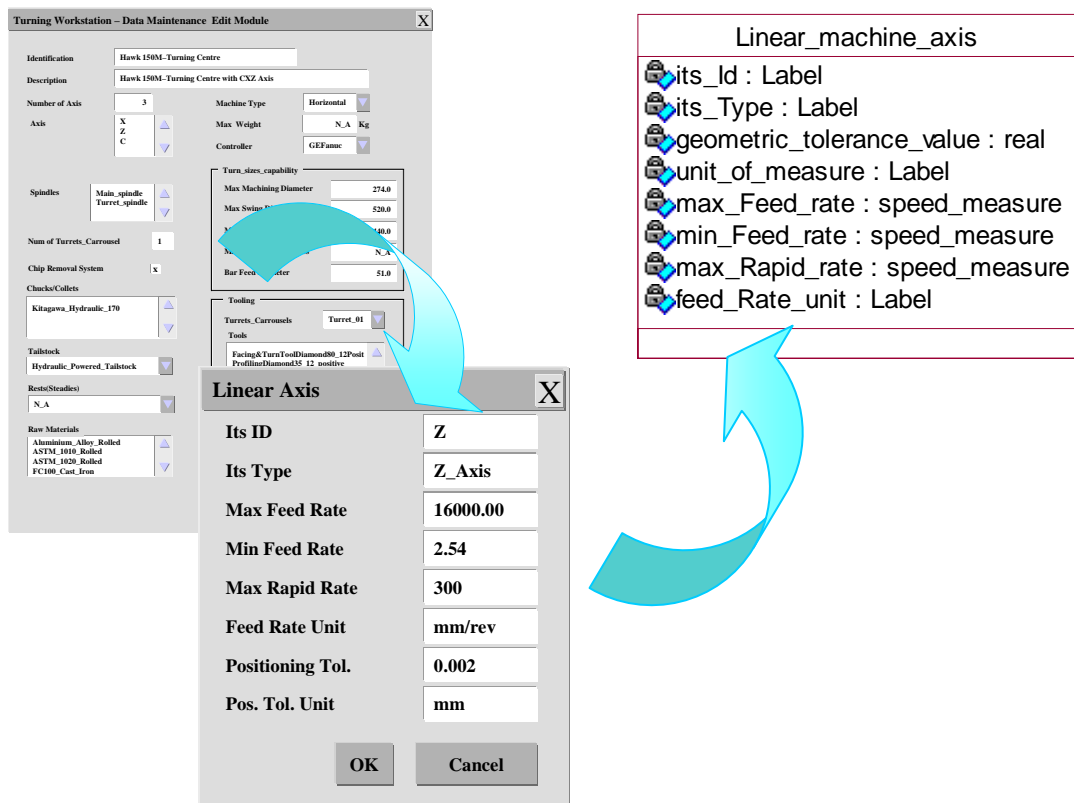 Turning Workstation – Data Maintenance Edit Module X
Identification Hawk 150M–Turning Centre
Description Hawk 150M–Turning Centre with CXZ Axis
Number of Axis 3
Machine Type Horizontal
Axis X
Z
C
Max Weight N_A Kg
Controller GEFanuc
Spindles Main_spindle
Turret_spindle
Num of Turrets_Carrousel 1
Chip Removal System x
Chucks/Collets
Kitagawa_Hydraulic_170
Tailstock
Hydraulic_Powered_Tailstock
Rests(Steadies)
N_A
Raw Materials
Aluminium_Alloy_Rolled
ASTM_1010_Rolled
ASTM_1020_Rolled
FC100_Cast_Iron
Turn_sizes_capability
Max Machining Diameter 274.0
Max Swing 520.0
N_A
Bar Feed 51.0
Tooling
Turrets_Carrousels Turret_01
Tools
Facing&TurnToolDiamond80_12Posit
ProfilingDiamond35_12_positive
Linear Axis X
Its ID Z
Its Type Z_Axis
Max Feed Rate 16000.00
Min Feed Rate 2.54
Max Rapid Rate 300
Feed Rate Unit mm/rev
Positioning Tol. 0.002
Pos. Tol. Unit mm
OK Cancel
Linear_machine_axis
its_Id : Label
its_Type : Label
geometric_tolerance_value : real
unit_of_measure : Label
max_Feed_rate : speed_measure
min_Feed_rate : speed_measure
max_Rapid_rate : speed_measure
feed_Rate_unit : Label